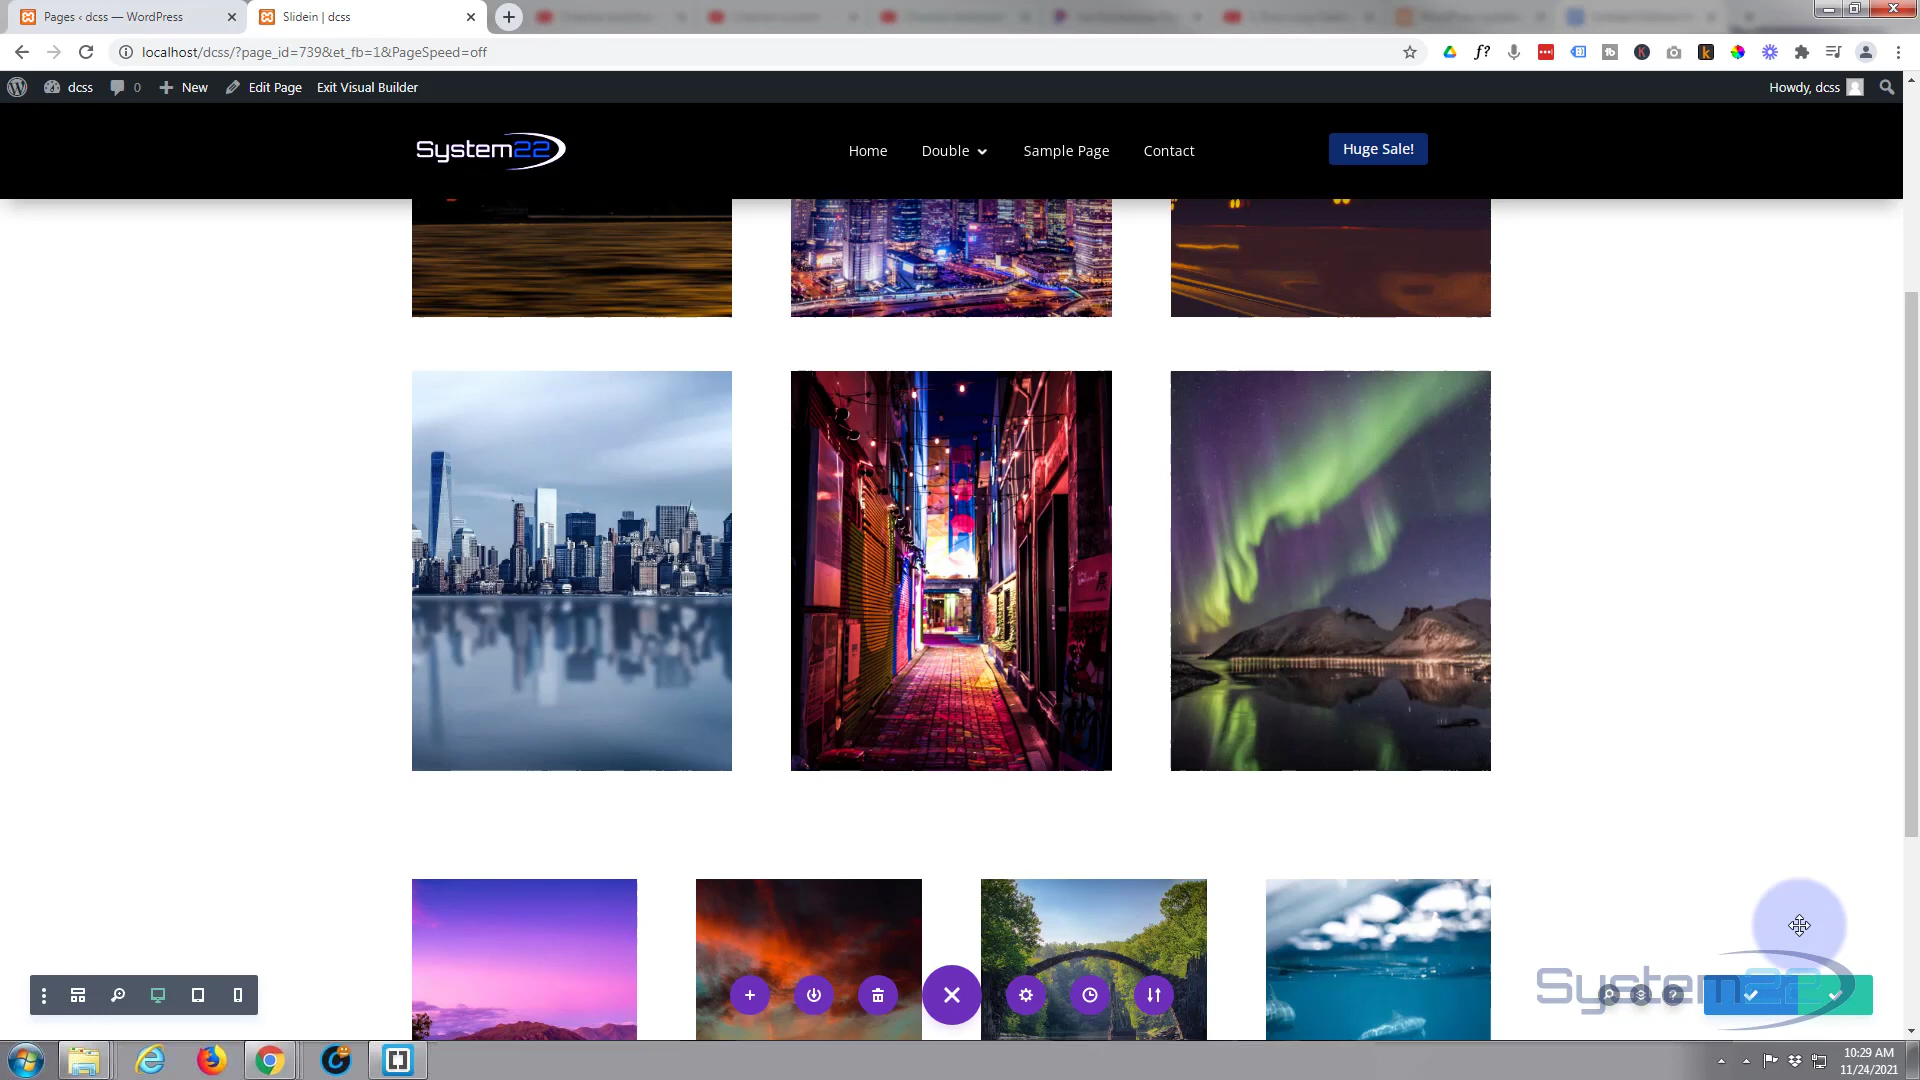 Pages ‹ dcss — WordPress
Slidein | dcss
localhost/dcss/?page_id=739&et_fb=1&PageSpeed=off
dcss
0
New
Edit Page
Exit Visual Builder
Howdy, dcss
System22
Home
Double
Sample Page
Contact
Huge Sale!
System22
10:29 AM
11/24/2021